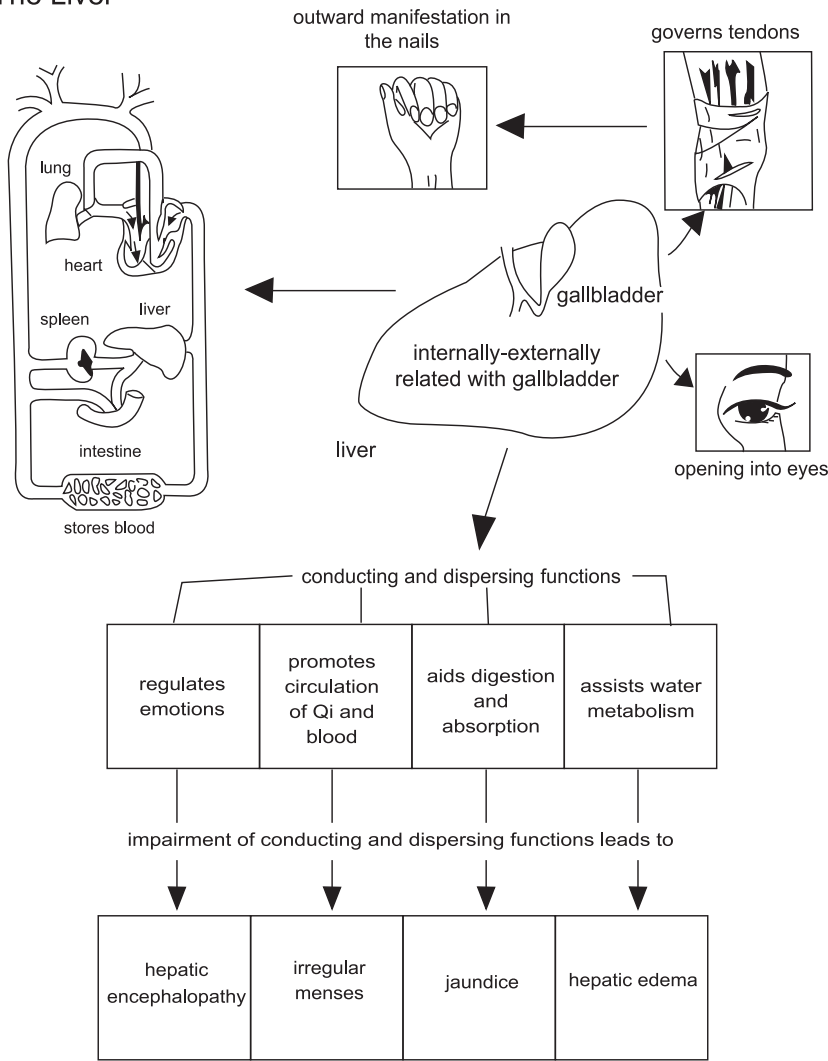 The Liver
outward manifestation in
the nails
governs tendons
lung
heart
spleen
liver
intestine
stores blood
gallbladder
internally-externally
related with gallbladder
liver
opening into eyes
conducting and dispersing functions
regulates
emotions
promotes
circulation
of Qi and
blood
aids digestion
and
absorption
assists water
metabolism
impairment of conducting and dispersing functions leads to
hepatic
encephalopathy
irregular
menses
jaundice
hepatic edema